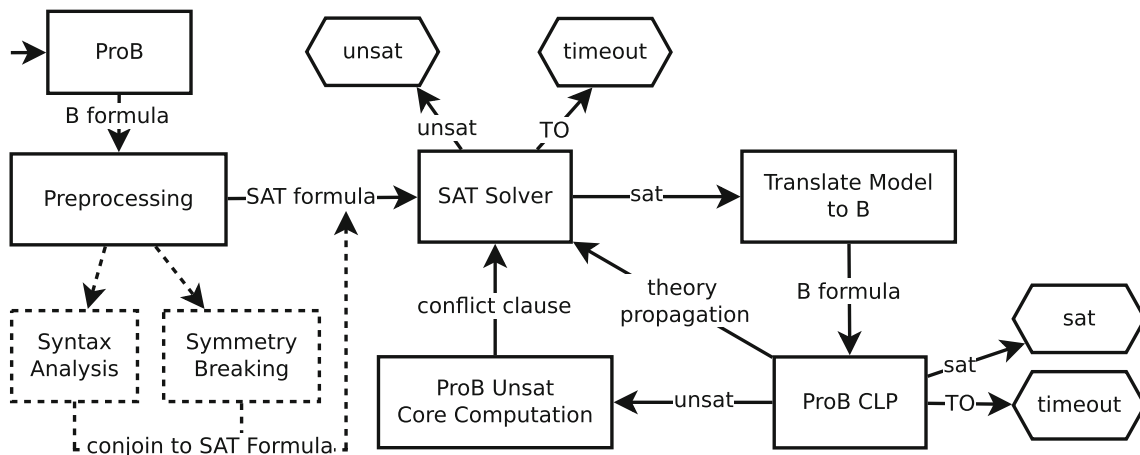 ProB
unsat
timeout
B formula
unsat
TO
Preprocessing
SAT formula
SAT Solver
sat
Translate Model
to B
conflict clause
theory
propagation
B formula
sat
Syntax
Analysis
Symmetry
Breaking
ProB Unsat
Core Computation
unsat
ProB CLP
sat
TO
timeout
conjoin to SAT Formula